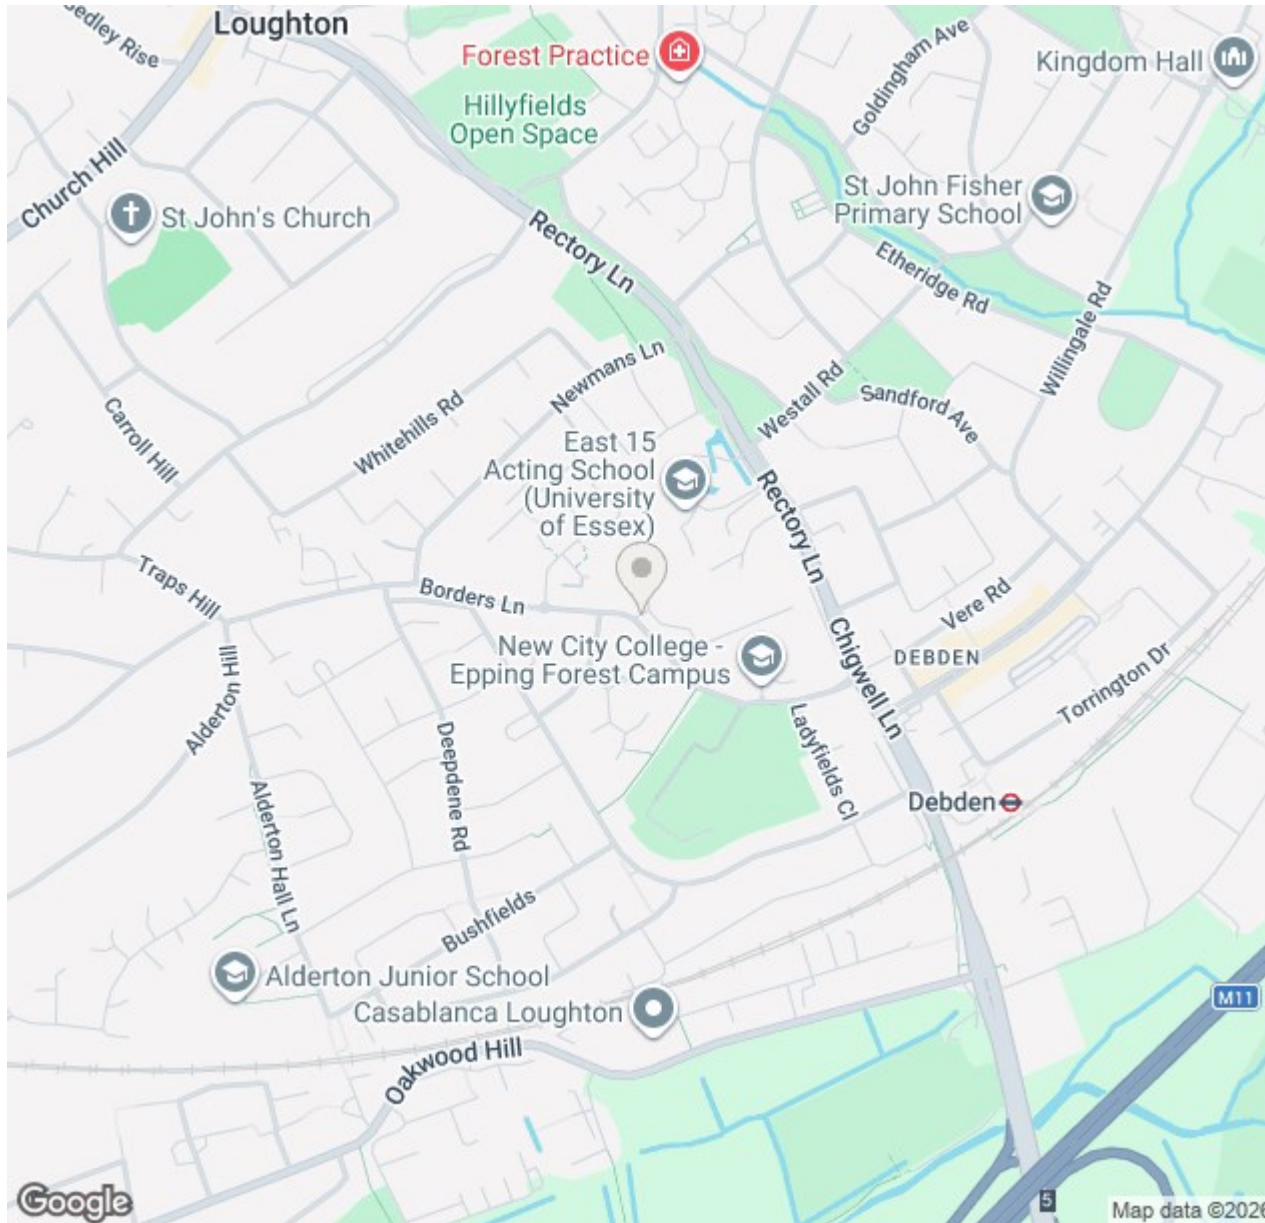 Loughton
edley Rise
Forest Practice
Goldingham Ave
Kingdom Hall
Hillyfields
Open Space
Church Hill
St John's Church
St John Fisher
Primary School
Rectory Ln
Etheridge Rd
Willingale Rd
Newmans Ln
Westall Rd
Sandford Ave
Carroll Hill
Whitehills Rd
East 15
Acting School
(University
of Essex)
Rectory Ln
Traps Hill
Borders Ln
Vere Rd
New City College -
Epping Forest Campus
Chigwell Ln
DEBDEN
Alderton Hill
Torrington Dr
Deepdene Rd
Ladyfields Cl
Alderton Hall Ln
Debden
Bushfields
Alderton Junior School
Casablanca Loughton
M11
Oakwood Hill
Google
5
Map data ©2026